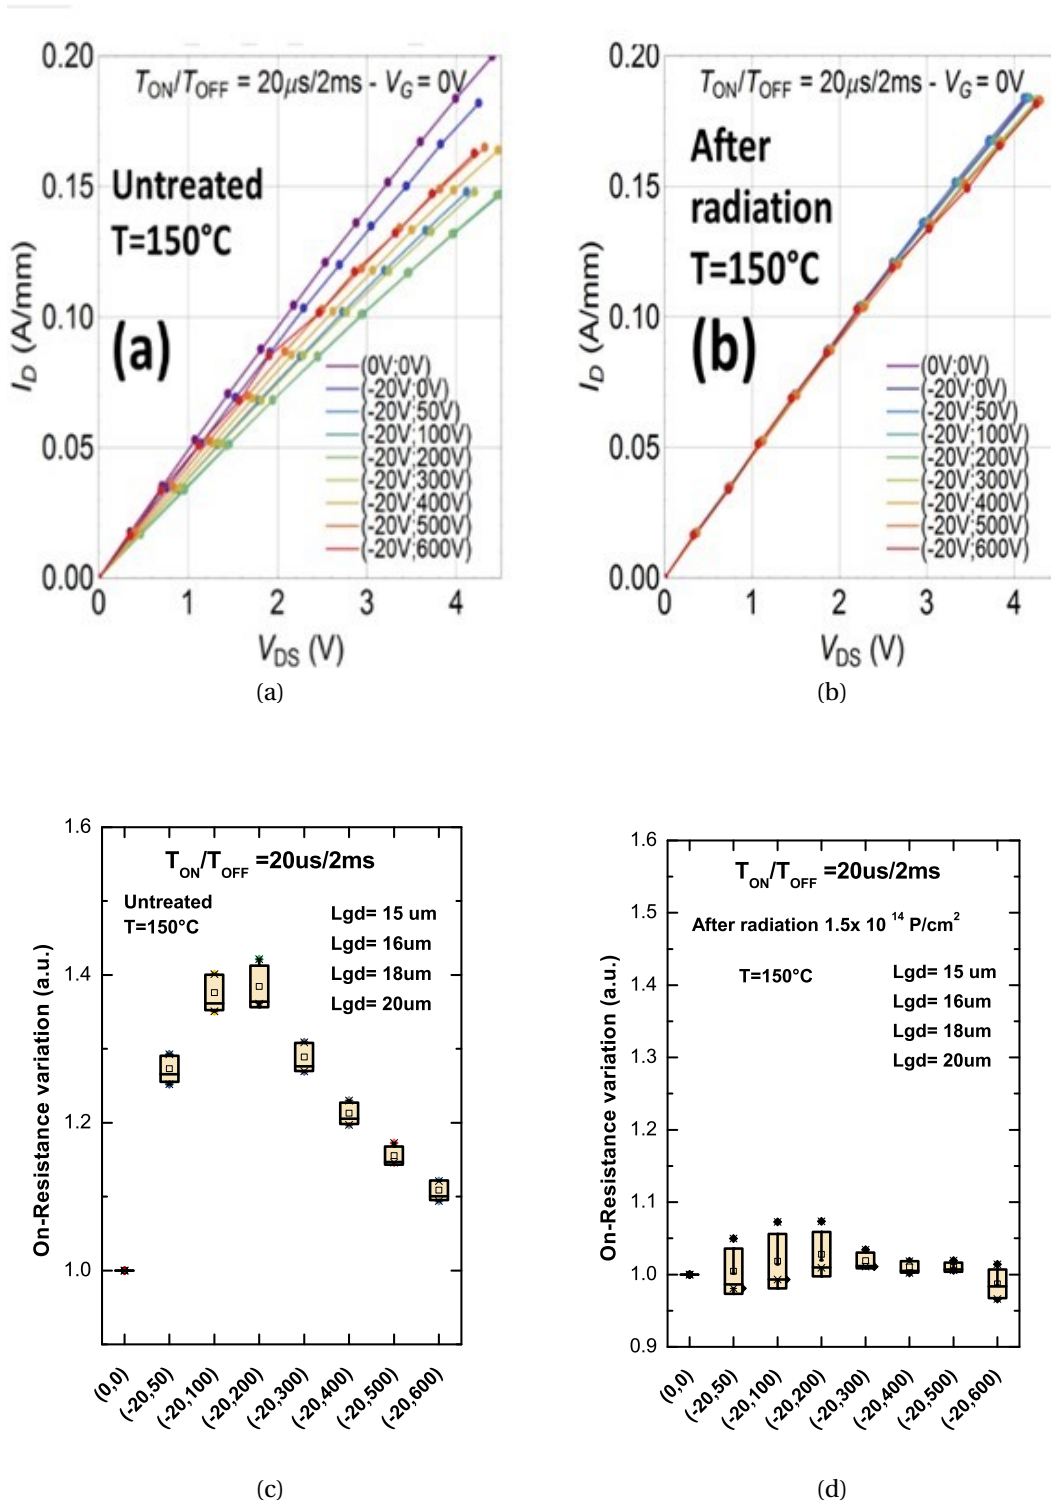 0.20
0.15
0.10
0.05
0.00
I_D (A/mm)
T_ON/T_OFF = 20μs/2ms - V_G = 0V
Untreated
T=150°C
(a)
(0V;0V)
(-20V;0V)
(-20V;50V)
(-20V;100V)
(-20V;200V)
(-20V;300V)
(-20V;400V)
(-20V;500V)
(-20V;600V)
0 1 2 3 4
V_DS (V)
(a)
0.20
0.15
0.10
0.05
0.00
I_D (A/mm)
T_ON/T_OFF = 20μs/2ms - V_G = 0V
After
radiation
T=150°C
(b)
(0V;0V)
(-20V;0V)
(-20V;50V)
(-20V;100V)
(-20V;200V)
(-20V;300V)
(-20V;400V)
(-20V;500V)
(-20V;600V)
0 1 2 3 4
V_DS (V)
(b)
1.6
1.4
1.2
1.0
On-Resistance variation (a.u.)
T_ON/T_OFF =20us/2ms
Untreated
T=150°C
Lgd= 15 um
Lgd= 16um
Lgd= 18um
Lgd= 20um
(0,0)
(-20,50)
(-20,100)
(-20,200)
(-20,300)
(-20,400)
(-20,500)
(-20,600)
(c)
1.6
1.5
1.4
1.3
1.2
1.1
1.0
0.9
On-Resistance variation (a.u.)
T_ON/T_OFF =20us/2ms
After radiation 1.5x 10 ^14 P/cm^2
T=150°C
Lgd= 15 um
Lgd= 16um
Lgd= 18um
Lgd= 20um
(0,0)
(-20,50)
(-20,100)
(-20,200)
(-20,300)
(-20,400)
(-20,500)
(-20,600)
(d)